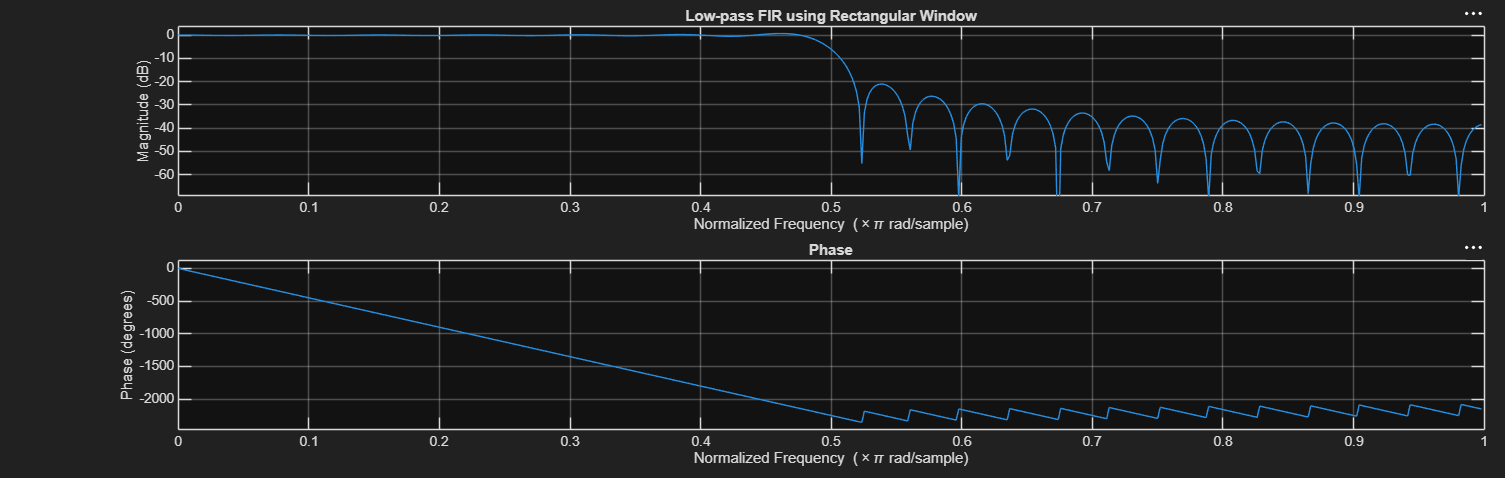 Low-pass FIR using Rectangular Window
0
-10
-20
-30
-40
-50
-60
Magnitude (dB)
0 0.1 0.2 0.3 0.4 0.5 0.6 0.7 0.8 0.9 1
Normalized Frequency (×π rad/sample)
Phase
0
-500
-1000
-1500
-2000
Phase (degrees)
0 0.1 0.2 0.3 0.4 0.5 0.6 0.7 0.8 0.9 1
Normalized Frequency (×π rad/sample)